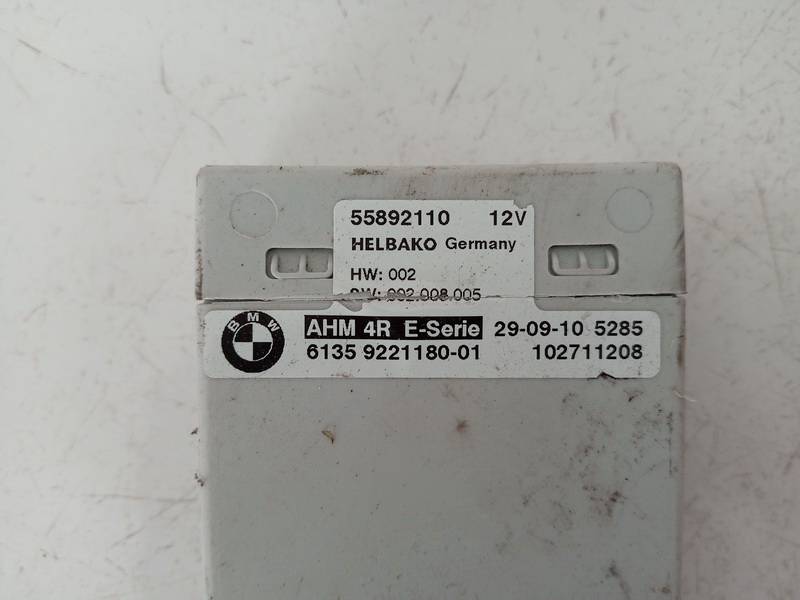 55892110 12V
HELBAKO Germany
HW: 002
SW: 002.008.005
BMW
AHM 4R E-Serie 29-09-10 5285
6135 9221180-01 102711208